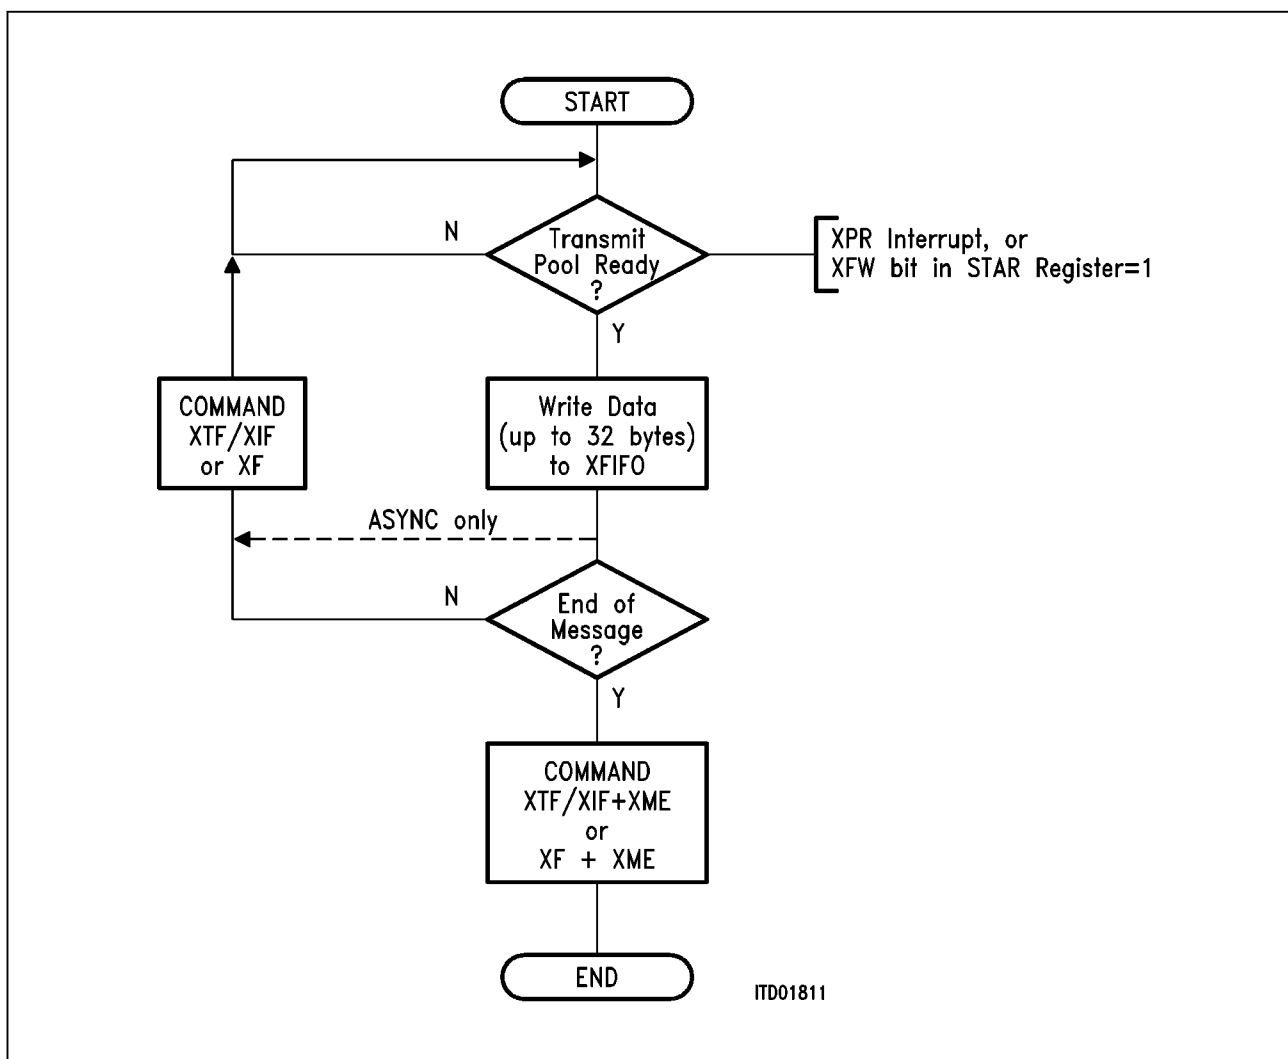 START
N
Transmit
Pool Ready
?
XPR Interrupt, or
XFW bit in STAR Register=1
Y
COMMAND
XTF/XIF
or XF
Write Data
(up to 32 bytes)
to XFIFO
ASYNC only
N
End of
Message
?
Y
COMMAND
XTF/XIF+XME
or
XF + XME
END
ITD01811